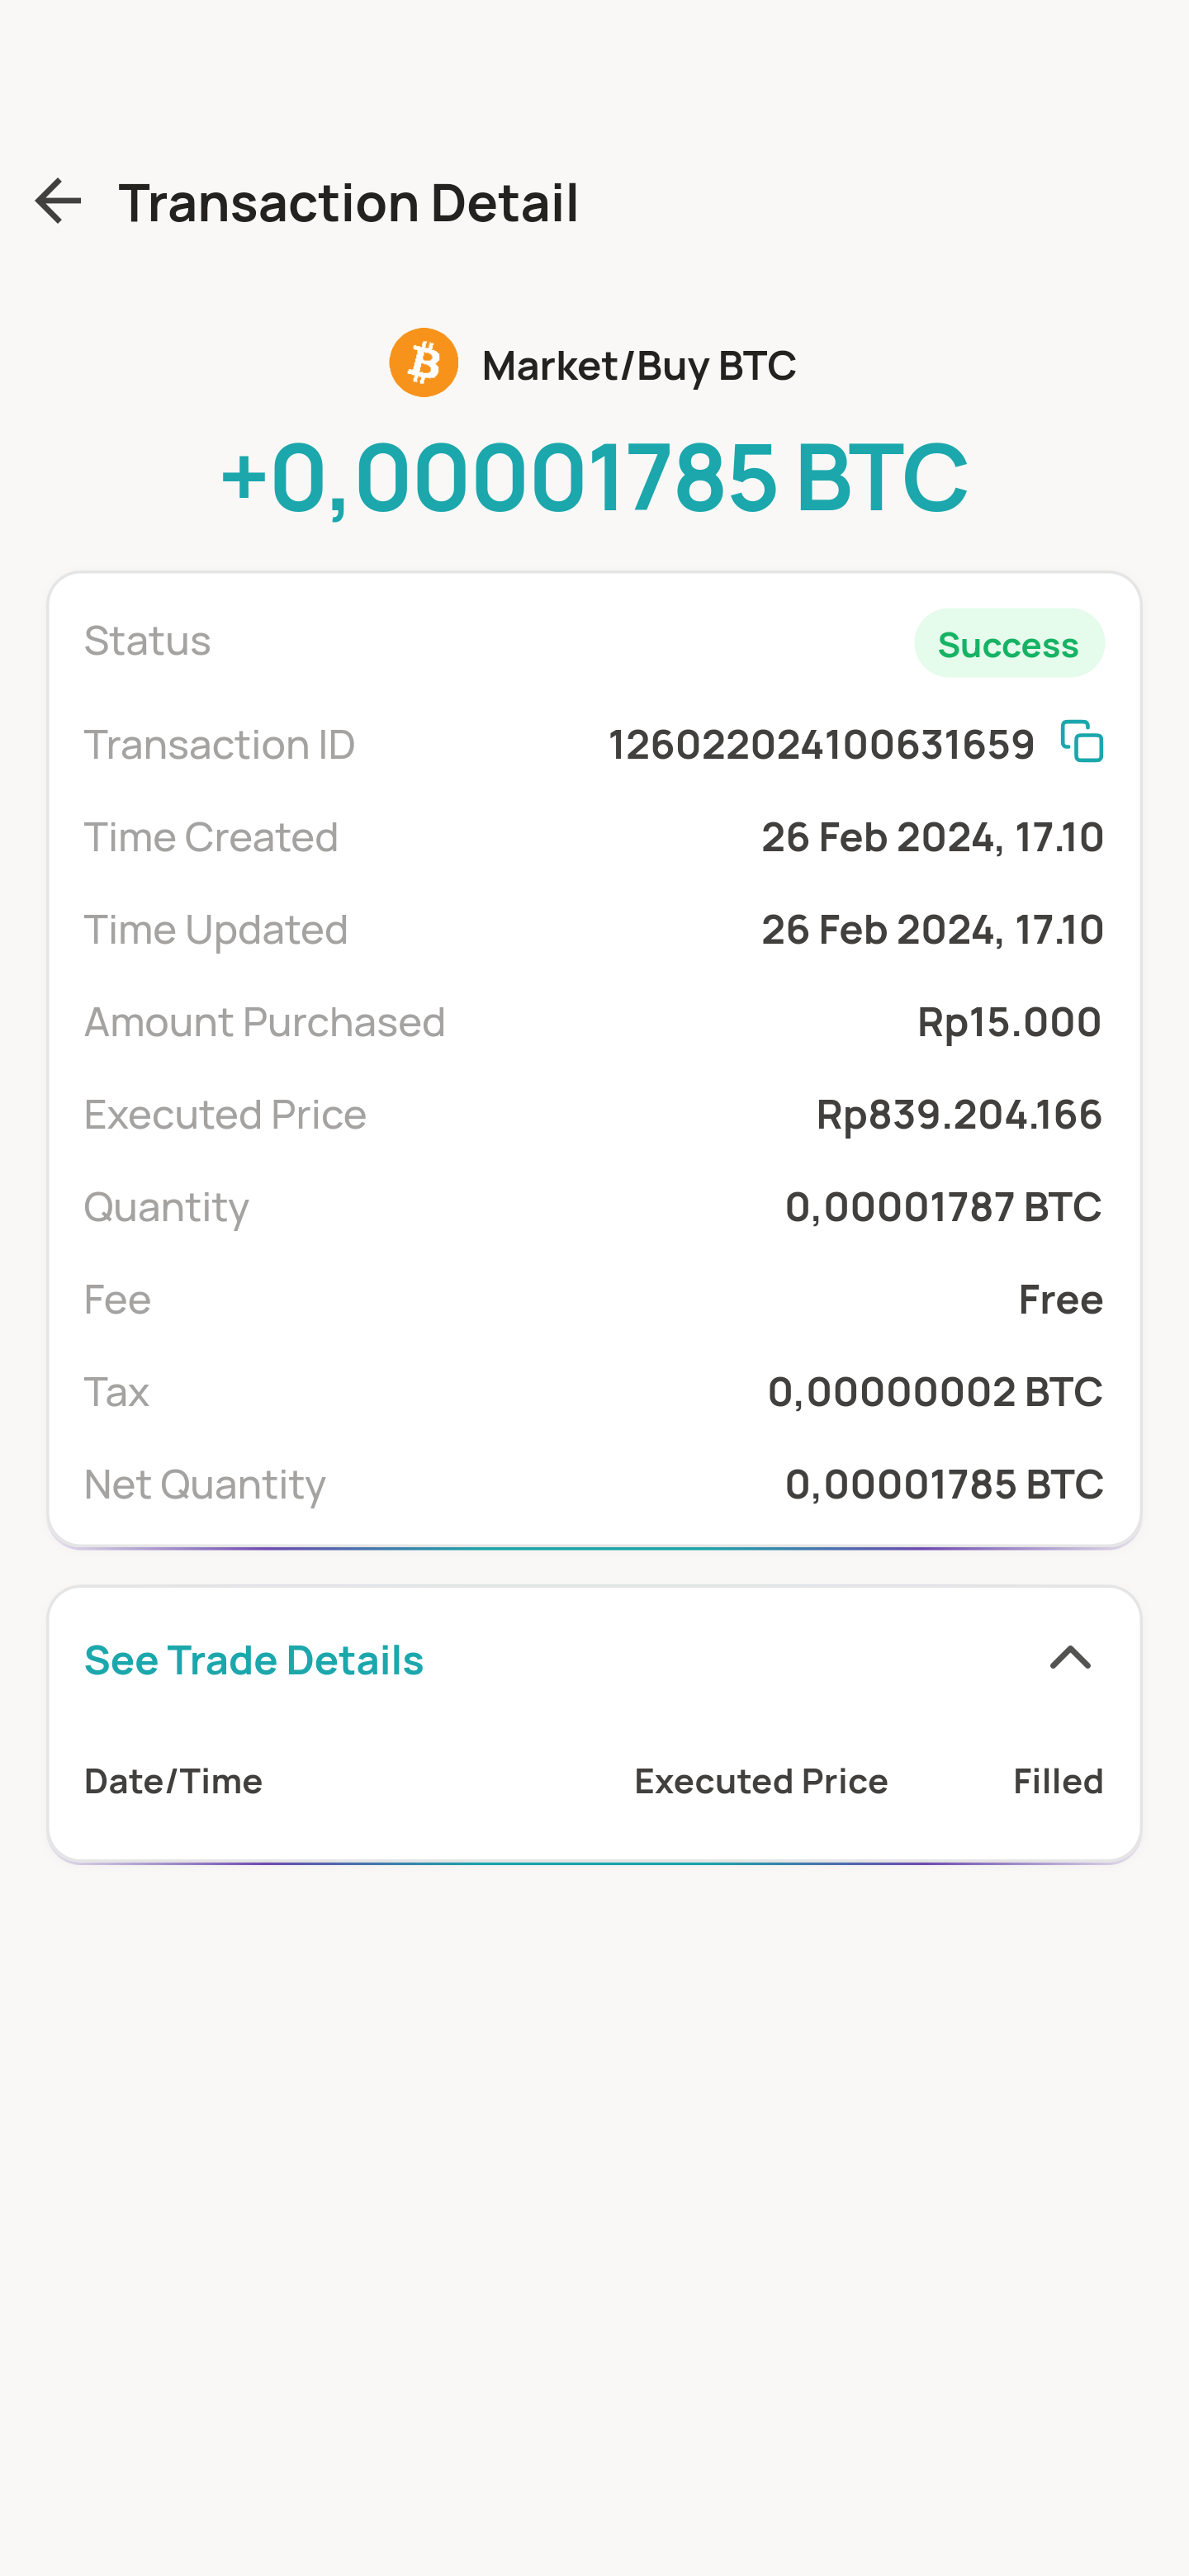 Transaction Detail
Market/Buy BTC
+0,00001785 BTC
Status Success
Transaction ID 126022024100631659
Time Created 26 Feb 2024, 17.10
Time Updated 26 Feb 2024, 17.10
Amount Purchased Rp15.000
Executed Price Rp839.204.166
Quantity 0,00001787 BTC
Fee Free
Tax 0,00000002 BTC
Net Quantity 0,00001785 BTC
See Trade Details
Date/Time Executed Price Filled